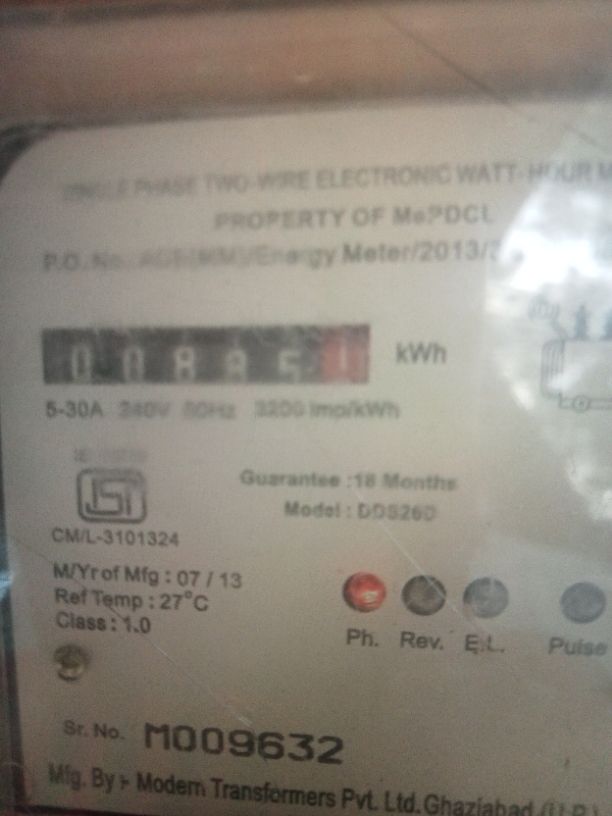 SINGLE PHASE TWO-WIRE ELECTRONIC WATT-HOUR
PROPERTY OF MePDCL
P.O. No. Energy Meter/2013/
kWh
5-30A 240V 50Hz 3200 imp/kWh
ISI
CM/L-3101324
Guarantee :18 Months
Model : DDS26D
M/Yr of Mfg : 07 / 13
Ref Temp : 27°C
Class : 1.0
Ph. Rev. E.L. Pulse
Sr. No. M009632
Mfg. By :- Modern Transformers Pvt. Ltd. Ghaziabad (U.P.)